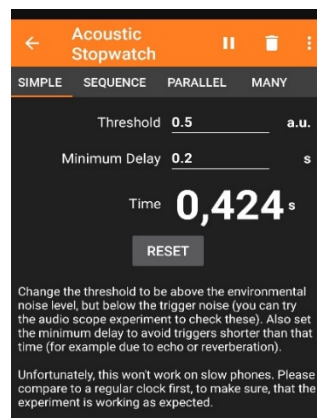 Acoustic
Stopwatch
SIMPLE SEQUENCE PARALLEL MANY
Threshold 0.5 a.u.
Minimum Delay 0.2 s
Time 0,424 s
RESET
Change the threshold to be above the environmental
noise level, but below the trigger noise (you can try
the audio scope experiment to check these). Also set
the minimum delay to avoid triggers shorter than that
time (for example due to echo or reverberation).
Unfortunately, this won't work on slow phones. Please
compare to a regular clock first, to make sure, that the
experiment is working as expected.